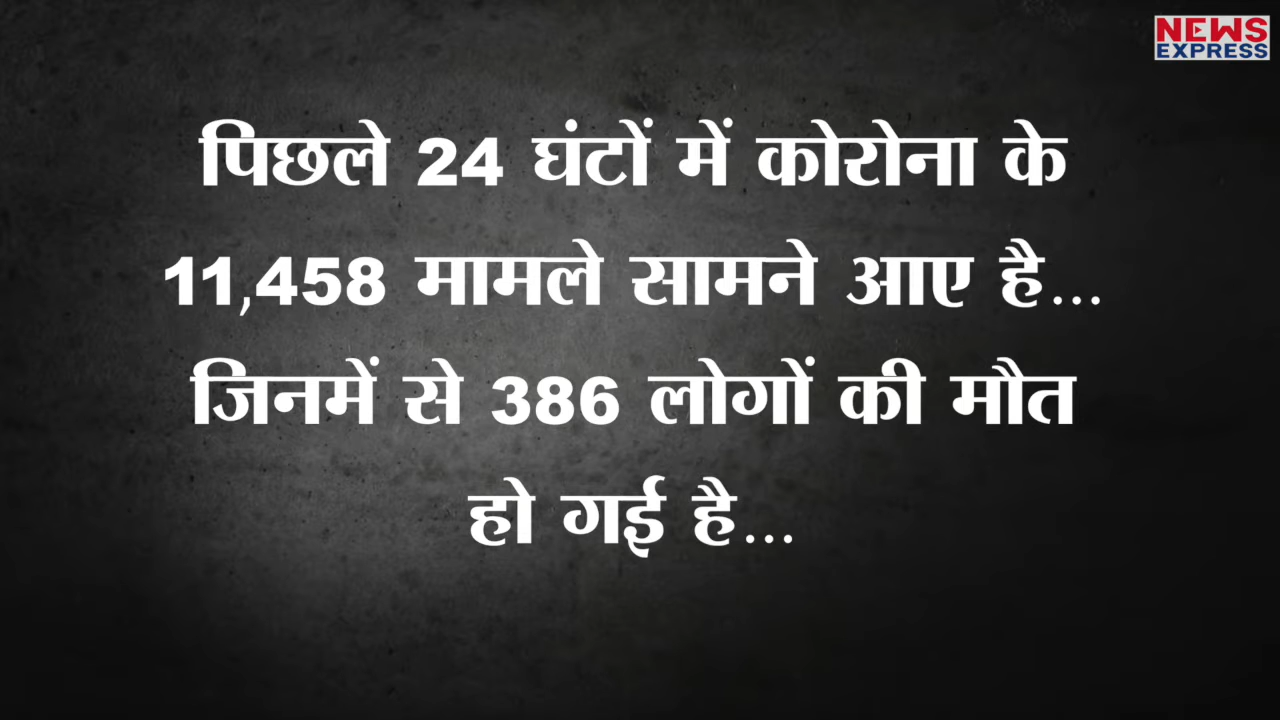 NEWS
EXPRESS
पिछले 24 घंटों में कोरोना के
11,458 मामले सामने आए है...
जिनमें से 386 लोगों की मौत
हो गई है...